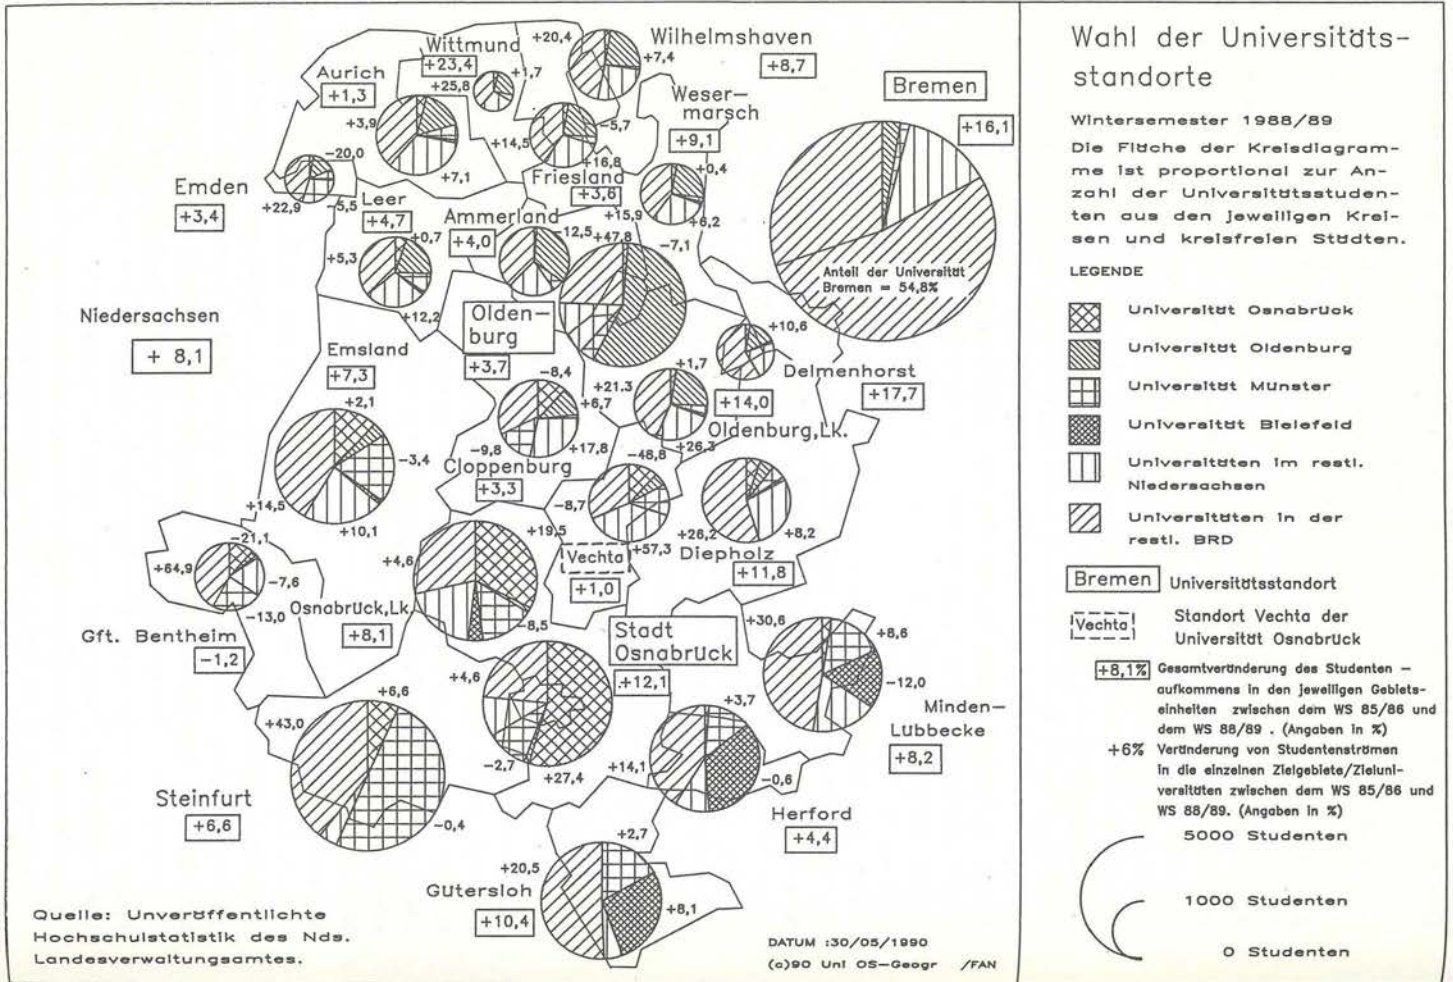 Wittmund
+23,4
+20,4
Wilhelmshaven
+7,4
+8,7
Aurich
+1,3
+25,8
+1,7
Weser-
marsch
+9,1
Bremen
+16,1
+3,9
-5,7
+14,5
+7,1
+16,8
+0,4
-20,0
Emden
+3,4
+22,9
-5,5
Friesland
+3,6
Leer
+4,7
Ammerland
+4,0
+15,9
+6,2
+0,7
-12,5
+47,8
-7,1
+5,3
Anteil der Universität
Bremen = 54,8%
+12,2
Olden-
burg
+3,7
Niedersachsen
+ 8,1
+10,6
Delmenhorst
+17,7
Emsland
+7,3
+2,1
-8,4
+6,7
+21.3
+1,7
+14,0
Oldenburg,Lk.
-3,4
-9,8
+17,8
+26,3
Cloppenburg
+3,3
-48,8
-8,7
+14,5
+10,1
+57,3
+26,2
+8,2
Vechta
+1,0
Diepholz
+11,8
-21,1
+64,9
-7,6
-13,0
+19,5
+4,6
-8,5
Osnabrück,Lk.
+8,1
Gft. Bentheim
-1,2
Stadt
Osnabrück
+12,1
+30,6
+8,6
-12,0
Minden-
Lübbecke
+8,2
+4,6
-2,7
+27,4
+6,6
+43,0
-0,4
Steinfurt
+6,6
+3,7
+14,1
-0,6
Herford
+4,4
+2,7
+20,5
+8,1
Gütersloh
+10,4
Quelle: Unveröffentlichte
Hochschulstatistik des Nds.
Landesverwaltungsamtes.
DATUM :30/05/1990
(c)90 Uni OS-Geogr /FAN
Wahl der Universitäts-
standorte
Wintersemester 1988/89
Die Fläche der Kreisdiagram-
me ist proportional zur An-
zahl der Universitätsstuden-
ten aus den jeweiligen Krei-
sen und kreisfreien Städten.
LEGENDE
Universität Osnabrück
Universität Oldenburg
Universität Münster
Universität Bielefeld
Universitäten im restl.
Niedersachsen
Universitäten in der
restl. BRD
Bremen Universitätsstandort
Vechta Standort Vechta der
Universität Osnabrück
+8,1% Gesamtveränderung des Studenten -
aufkommens in den jeweiligen Gebiets-
einheiten zwischen dem WS 85/86 und
dem WS 88/89 . (Angaben in %)
+6% Veränderung von Studentenströmen
in die einzelnen Zielgebiete/Zieluni-
versitäten zwischen dem WS 85/86 und
WS 88/89. (Angaben in %)
5000 Studenten
1000 Studenten
0 Studenten